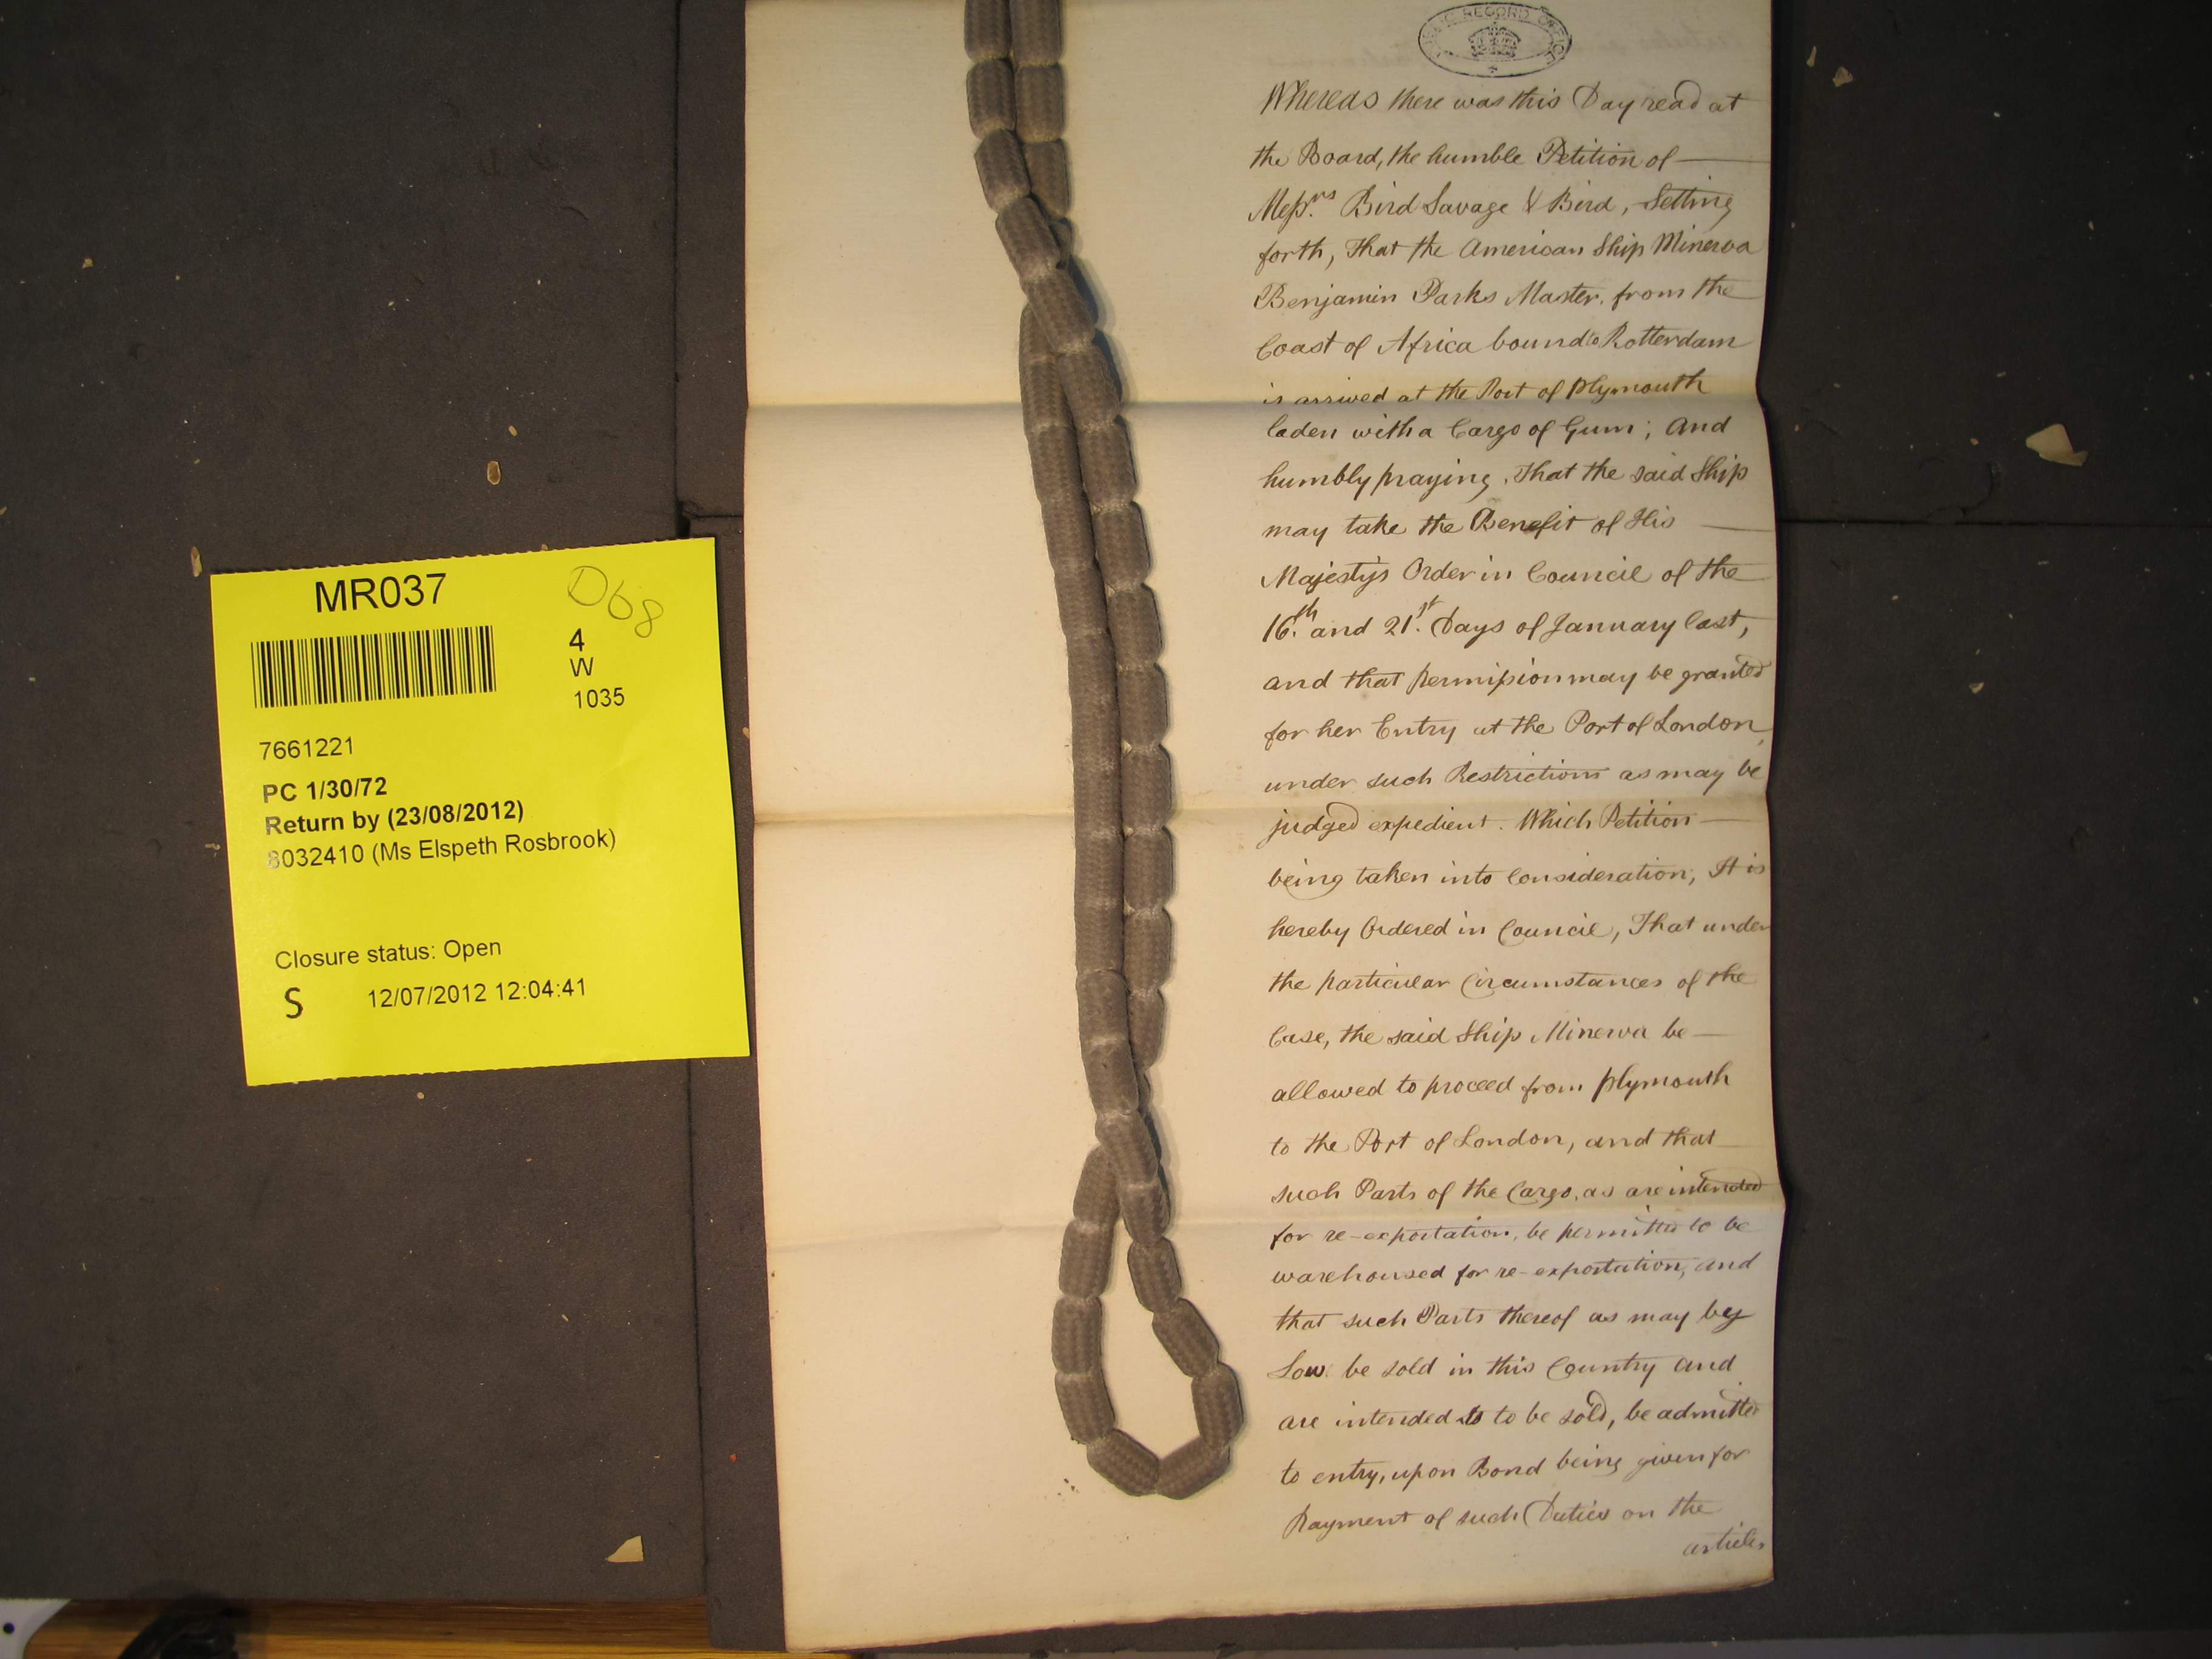 MR037
D68
4
W
1035
7661221
PC 1/30/72
Return by (23/08/2012)
8032410 (Ms Elspeth Rosbrook)
Closure status: Open
S 12/07/2012 12:04:41
PUBLIC RECORD OFFICE
Whereas there was this Day read at
the Board, the humble Petition of
Messrs. Bird Savage & Bird, Setting
forth, That the American Ship Minerva
Benjamin Parks Master, from the
Coast of Africa bound to Rotterdam
is arrived at the Port of Plymouth
laden with a Cargo of Gum; And
humbly praying, That the said Ship
may take the Benefit of His
Majestys Order in Council of the
16th. and 21st. Days of January last,
and that permission may be granted
for her Entry at the Port of London,
under such Restrictions as may be
judged expedient. Which Petition
being taken into Consideration, It is
hereby Ordered in Council, That under
the particular Circumstances of the
Case, the said Ship Minerva be
allowed to proceed from Plymouth
to the Port of London, and that
such Parts of the Cargo, as are intended
for re-exportation, be permitted to be
warehoused for re-exportation, and
that such Parts thereof as may by
Law be sold in this Country and
are intended to be sold, be admitted
to entry, upon Bond being given for
Payment of such Duties on the
articles